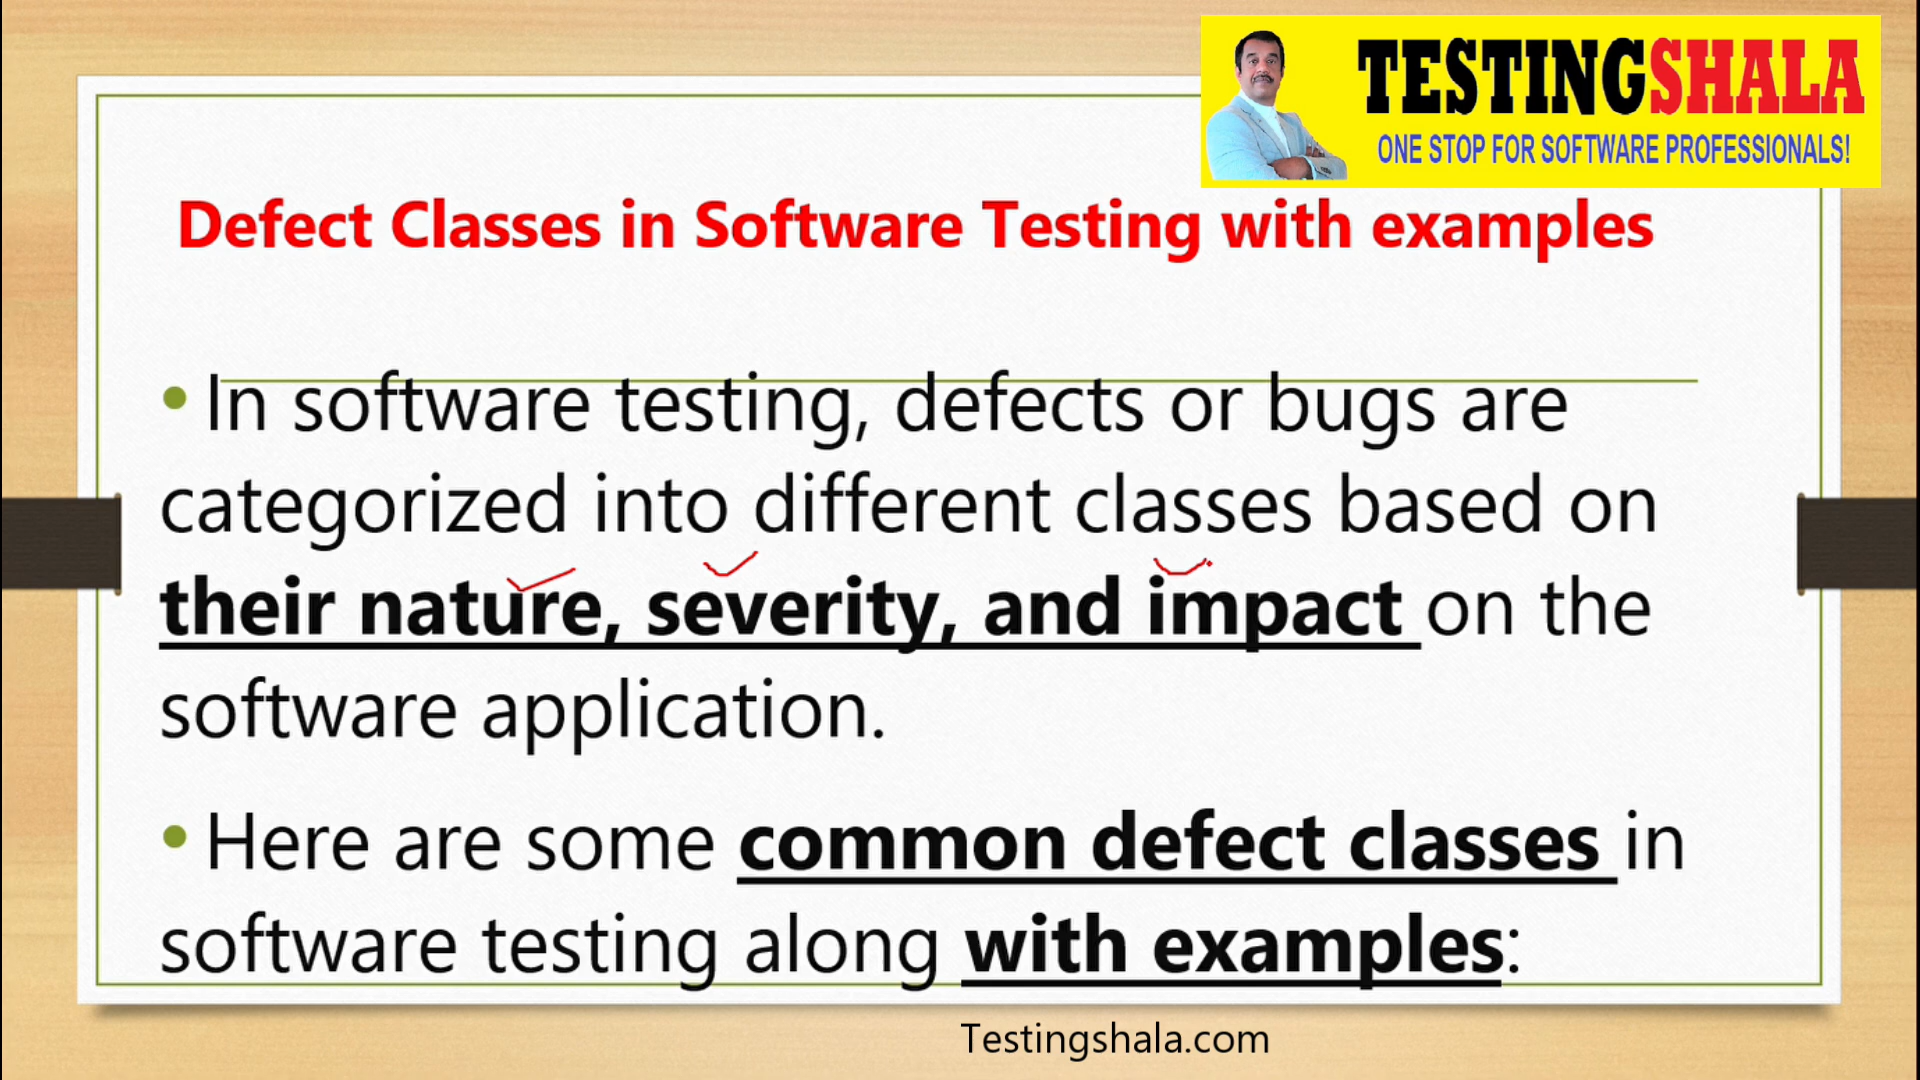 TESTINGSHALA
ONE STOP FOR SOFTWARE PROFESSIONALS!
Defect Classes in Software Testing with examples
• In software testing, defects or bugs are
categorized into different classes based on
their nature, severity, and impact on the
software application.
• Here are some common defect classes in
software testing along with examples:
Testingshala.com